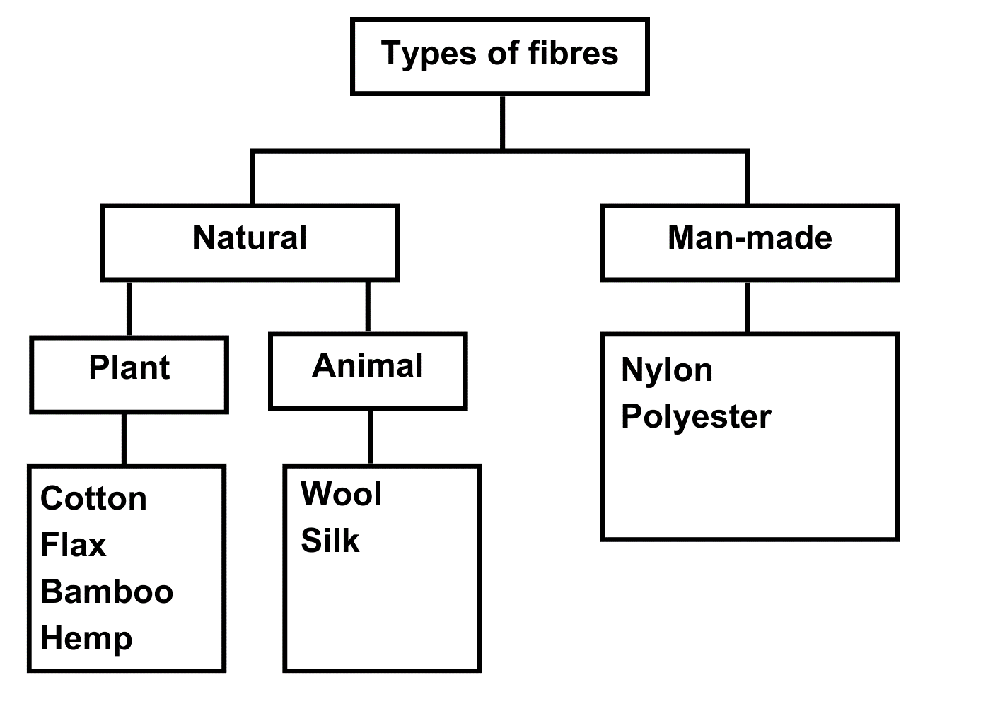 Types of fibres
Natural
Man-made
Plant
Animal
Nylon
Polyester
Cotton
Flax
Bamboo
Hemp
Wool
Silk